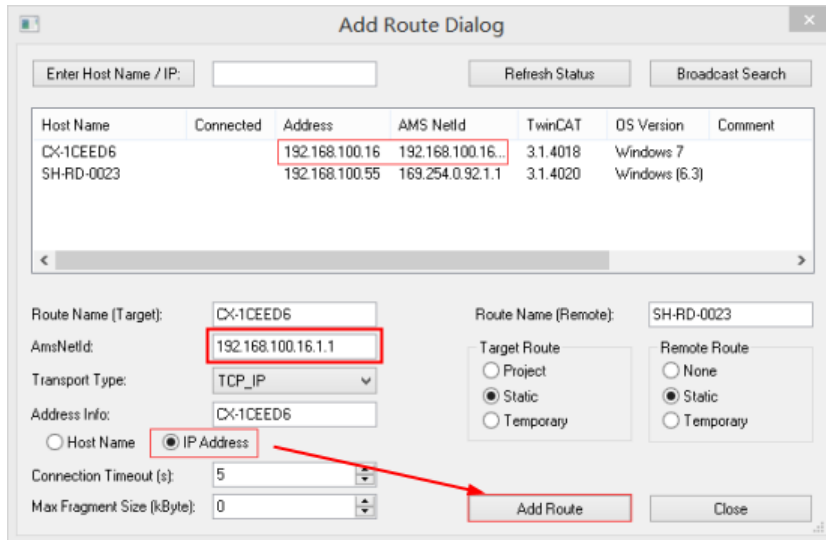 Add Route Dialog
Enter Host Name / IP: Refresh Status Broadcast Search
Host Name Connected Address AMS NetId TwinCAT OS Version Comment
CX-1CEED6 192.168.100.16 192.168.100.16... 3.1.4018 Windows 7
SH-RD-0023 192.168.100.55 169.254.0.92.1.1 3.1.4020 Windows (6.3)
Route Name (Target): CX-1CEED6 Route Name (Remote): SH-RD-0023
AmsNetId: 192.168.100.16.1.1 Target Route Remote Route
Project None
Transport Type: TCP_IP Static Static
Address Info: CX-1CEED6 Temporary Temporary
Host Name IP Address
Connection Timeout (s): 5
Max Fragment Size (kByte): 0 Add Route Close